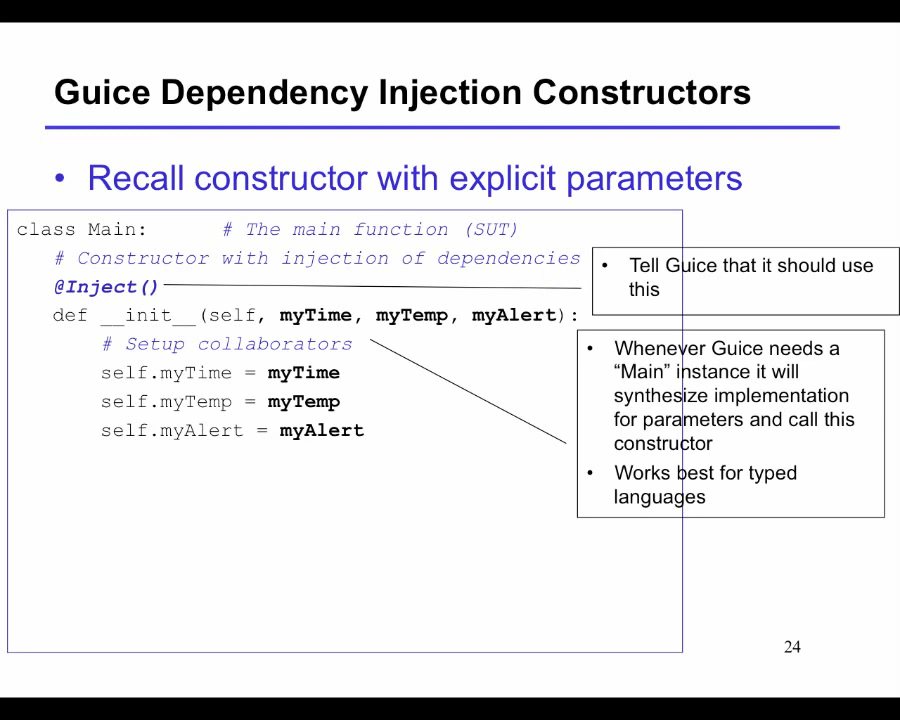 Guice Dependency Injection Constructors
• Recall constructor with explicit parameters
class Main: # The main function (SUT)
# Constructor with injection of dependencies
@Inject()
def __init__(self, myTime, myTemp, myAlert):
# Setup collaborators
self.myTime = myTime
self.myTemp = myTemp
self.myAlert = myAlert
• Tell Guice that it should use
this
• Whenever Guice needs a
“Main” instance it will
synthesize implementation
for parameters and call this
constructor
• Works best for typed
languages
24